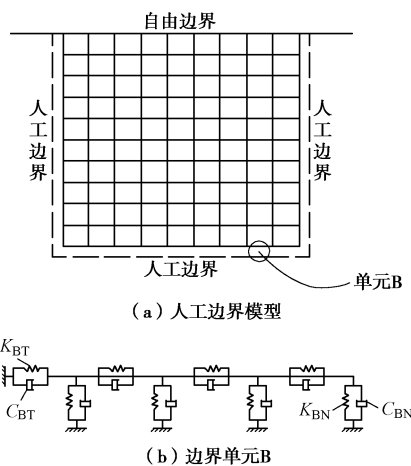 自由边界
人工边界
人工边界
人工边界
单元B
(a)人工边界模型
K_BT
C_BT
K_BN
C_BN
(b)边界单元B